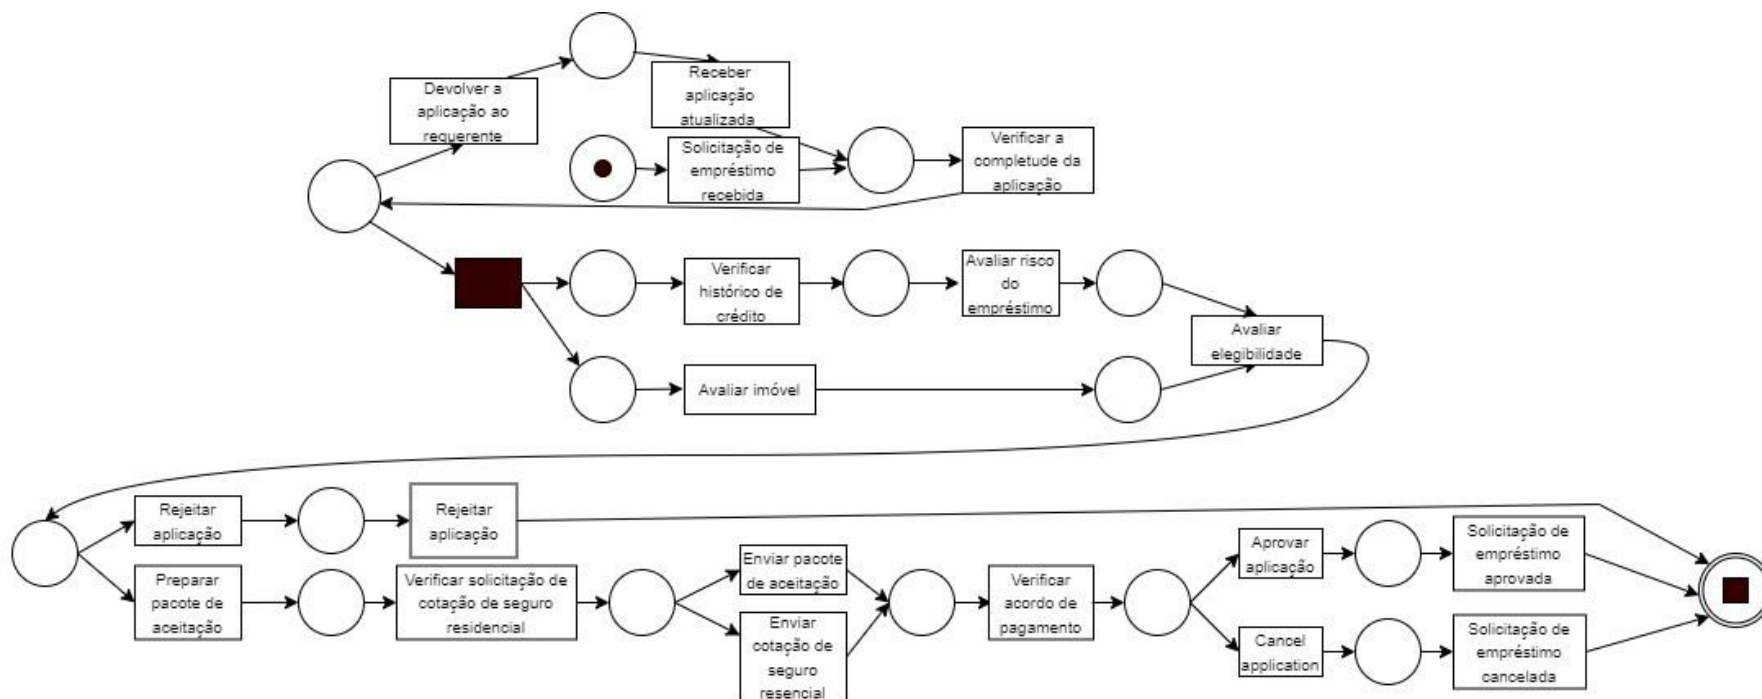 Devolver a
aplicação ao
requerente
Receber
aplicação
atualizada
Solicitação de
empréstimo
recebida
Verificar a
completude da
aplicação
Verificar
histórico de
crédito
Avaliar risco
do
empréstimo
Avaliar
elegibilidade
Avaliar imóvel
Rejeitar
aplicação
Rejeitar
aplicação
Preparar
pacote de
aceitação
Verificar solicitação de
cotação de seguro
residencial
Enviar pacote
de aceitação
Enviar
cotação de
seguro
resencial
Verificar
acordo de
pagamento
Aprovar
aplicação
Solicitação de
empréstimo
aprovada
Cancel
application
Solicitação de
empréstimo
cancelada